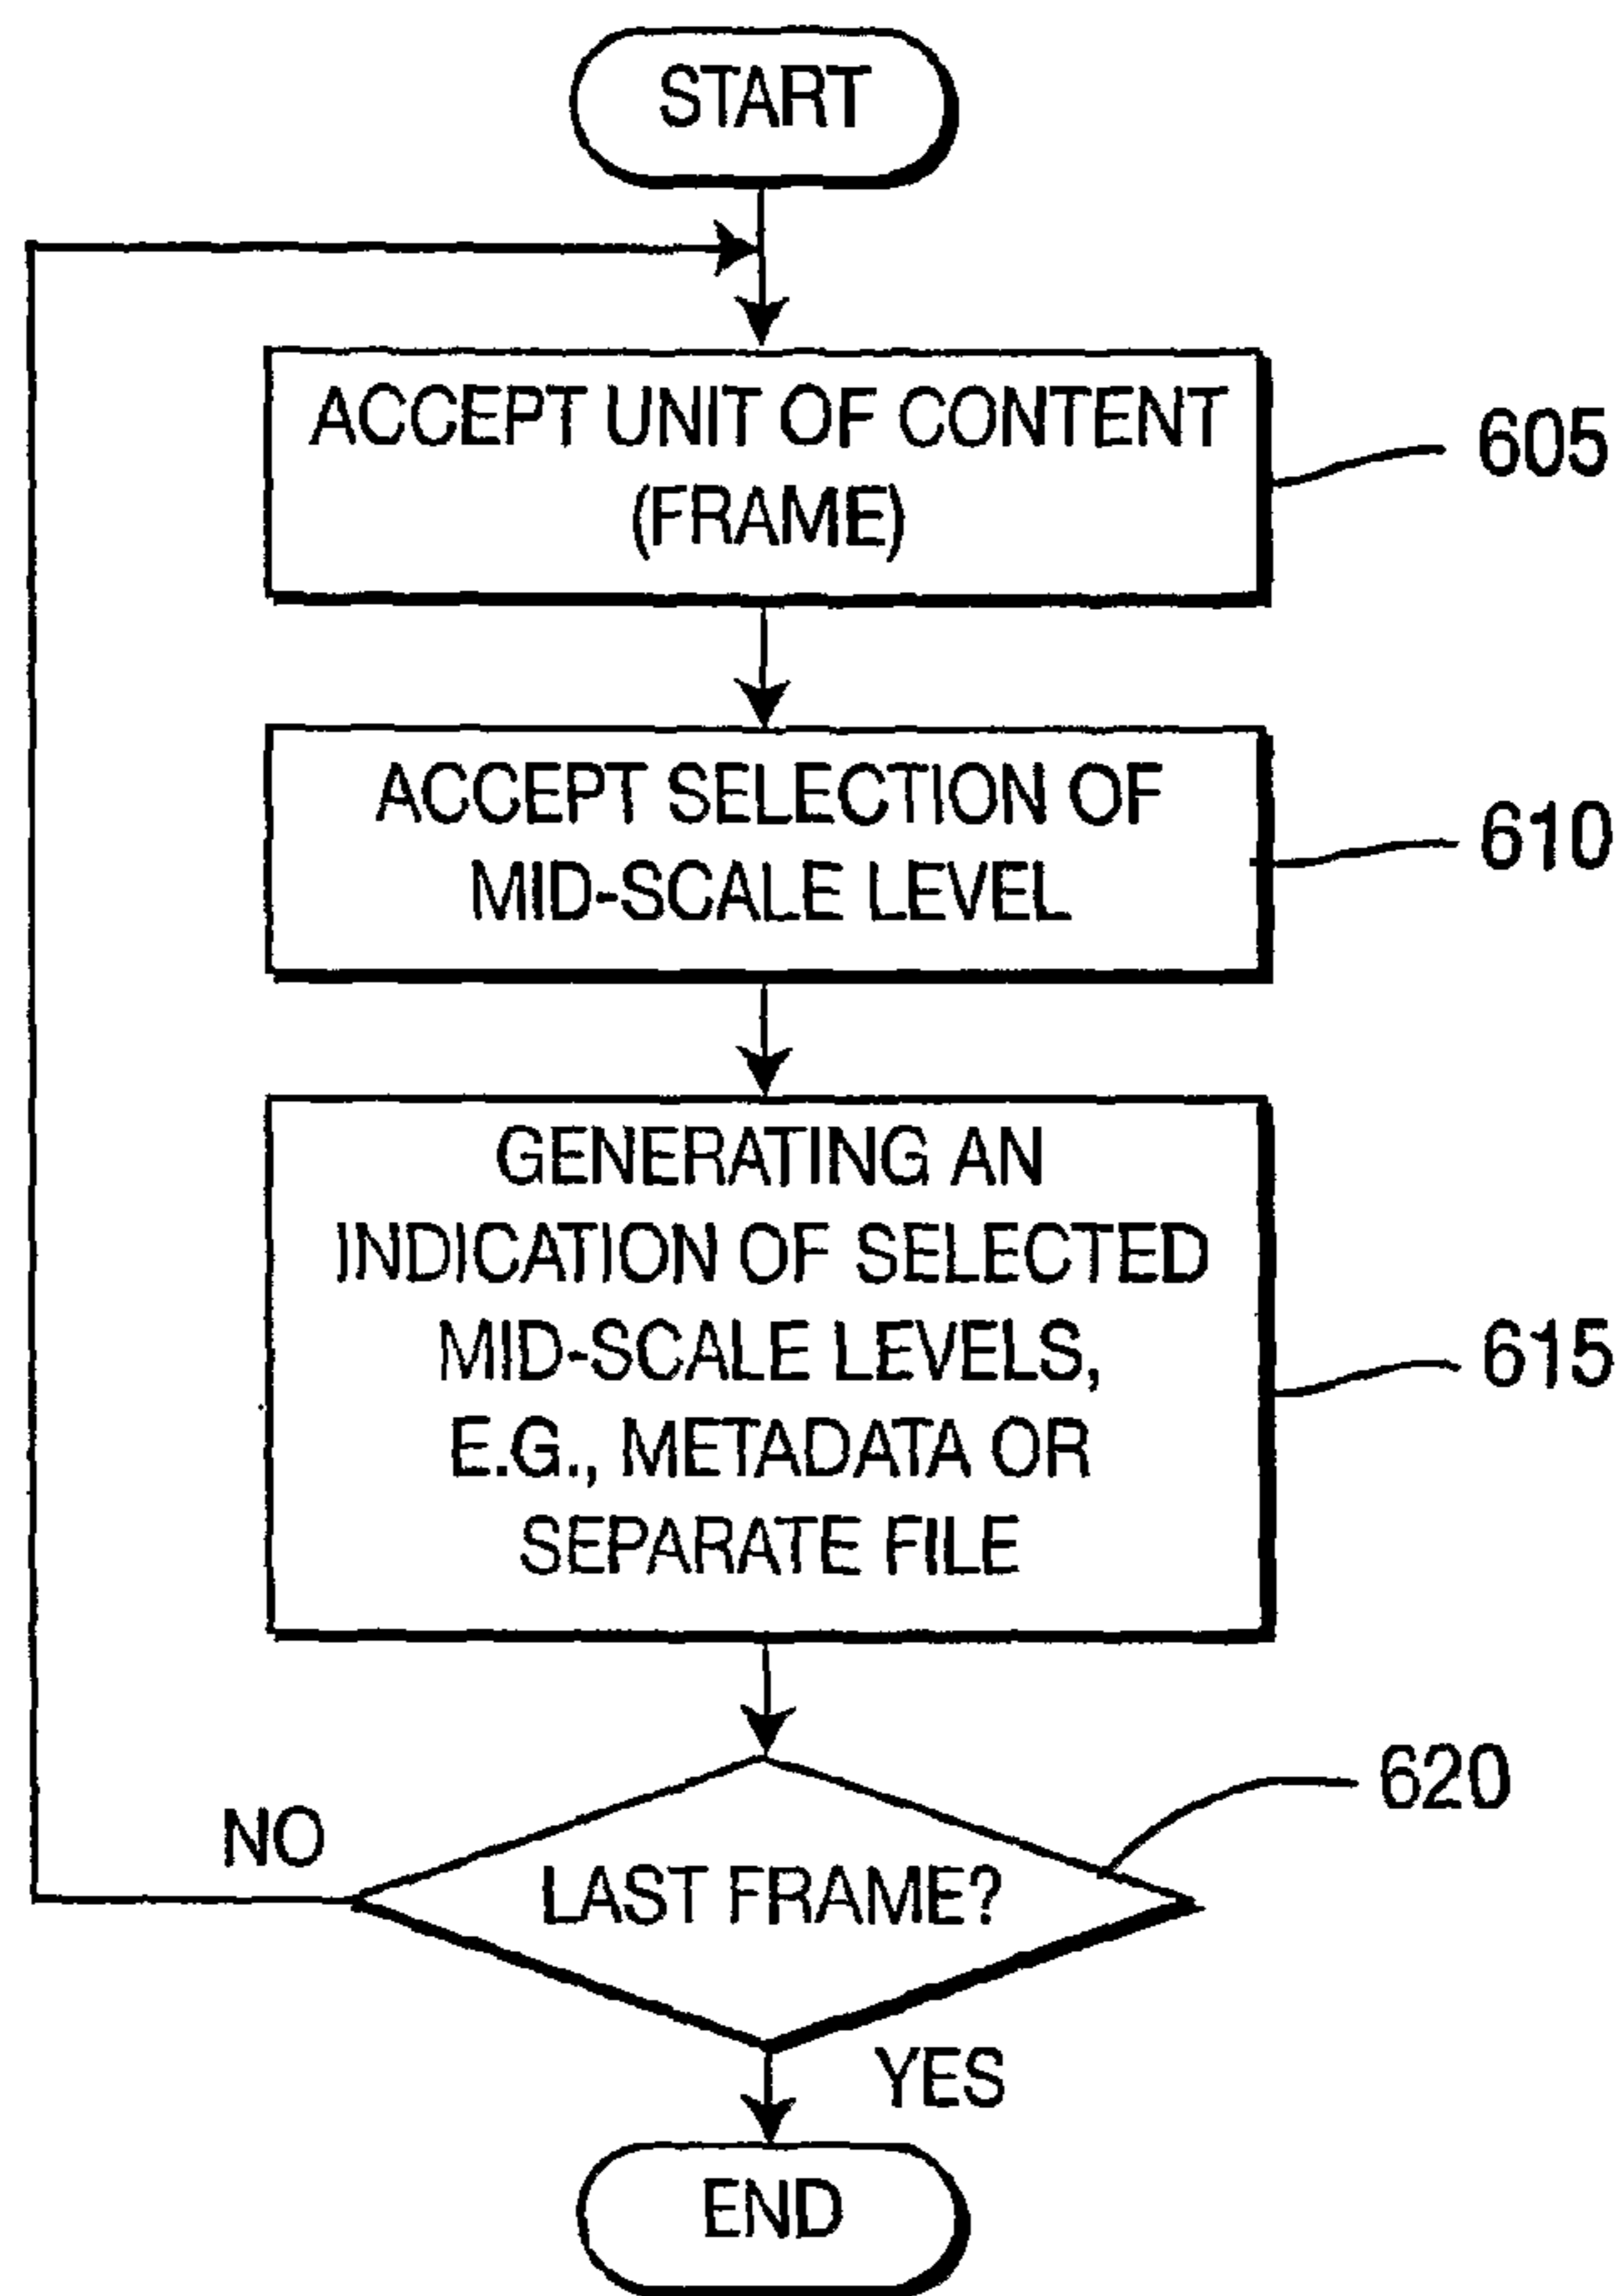 START
ACCEPT UNIT OF CONTENT
(FRAME)
605
ACCEPT SELECTION OF
MID-SCALE LEVEL
610
GENERATING AN
INDICATION OF SELECTED
MID-SCALE LEVELS,
E.G., METADATA OR
SEPARATE FILE
615
620
NO
LAST FRAME?
YES
END